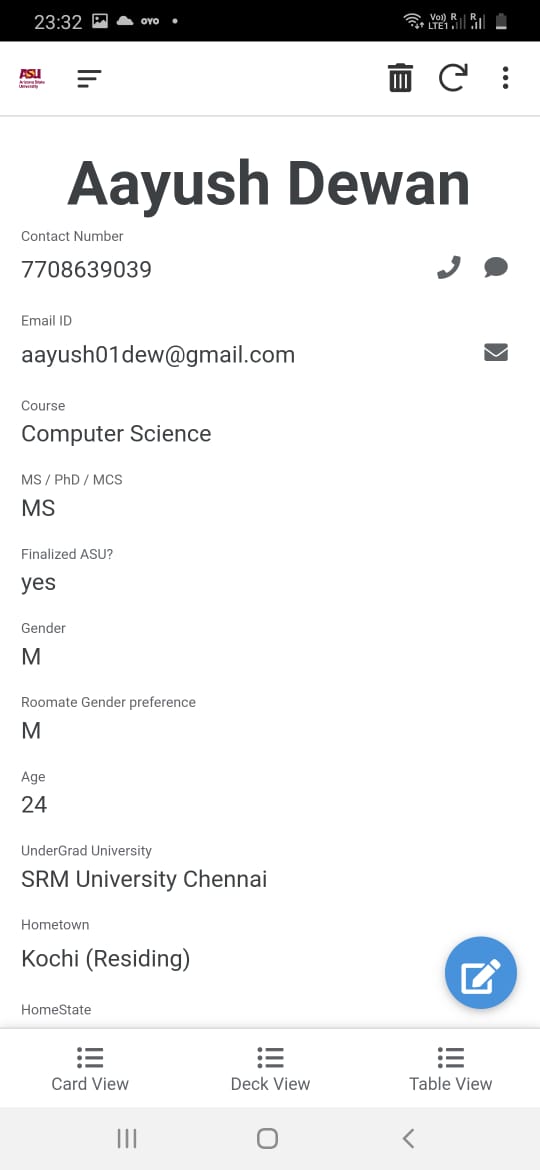 23:32
OYO
Vo)) R R
LTE1
ASU
Arizona State
University
Aayush Dewan
Contact Number
7708639039
Email ID
aayush01dew@gmail.com
Course
Computer Science
MS / PhD / MCS
MS
Finalized ASU?
yes
Gender
M
Roomate Gender preference
M
Age
24
UnderGrad University
SRM University Chennai
Hometown
Kochi (Residing)
HomeState
Card View Deck View Table View